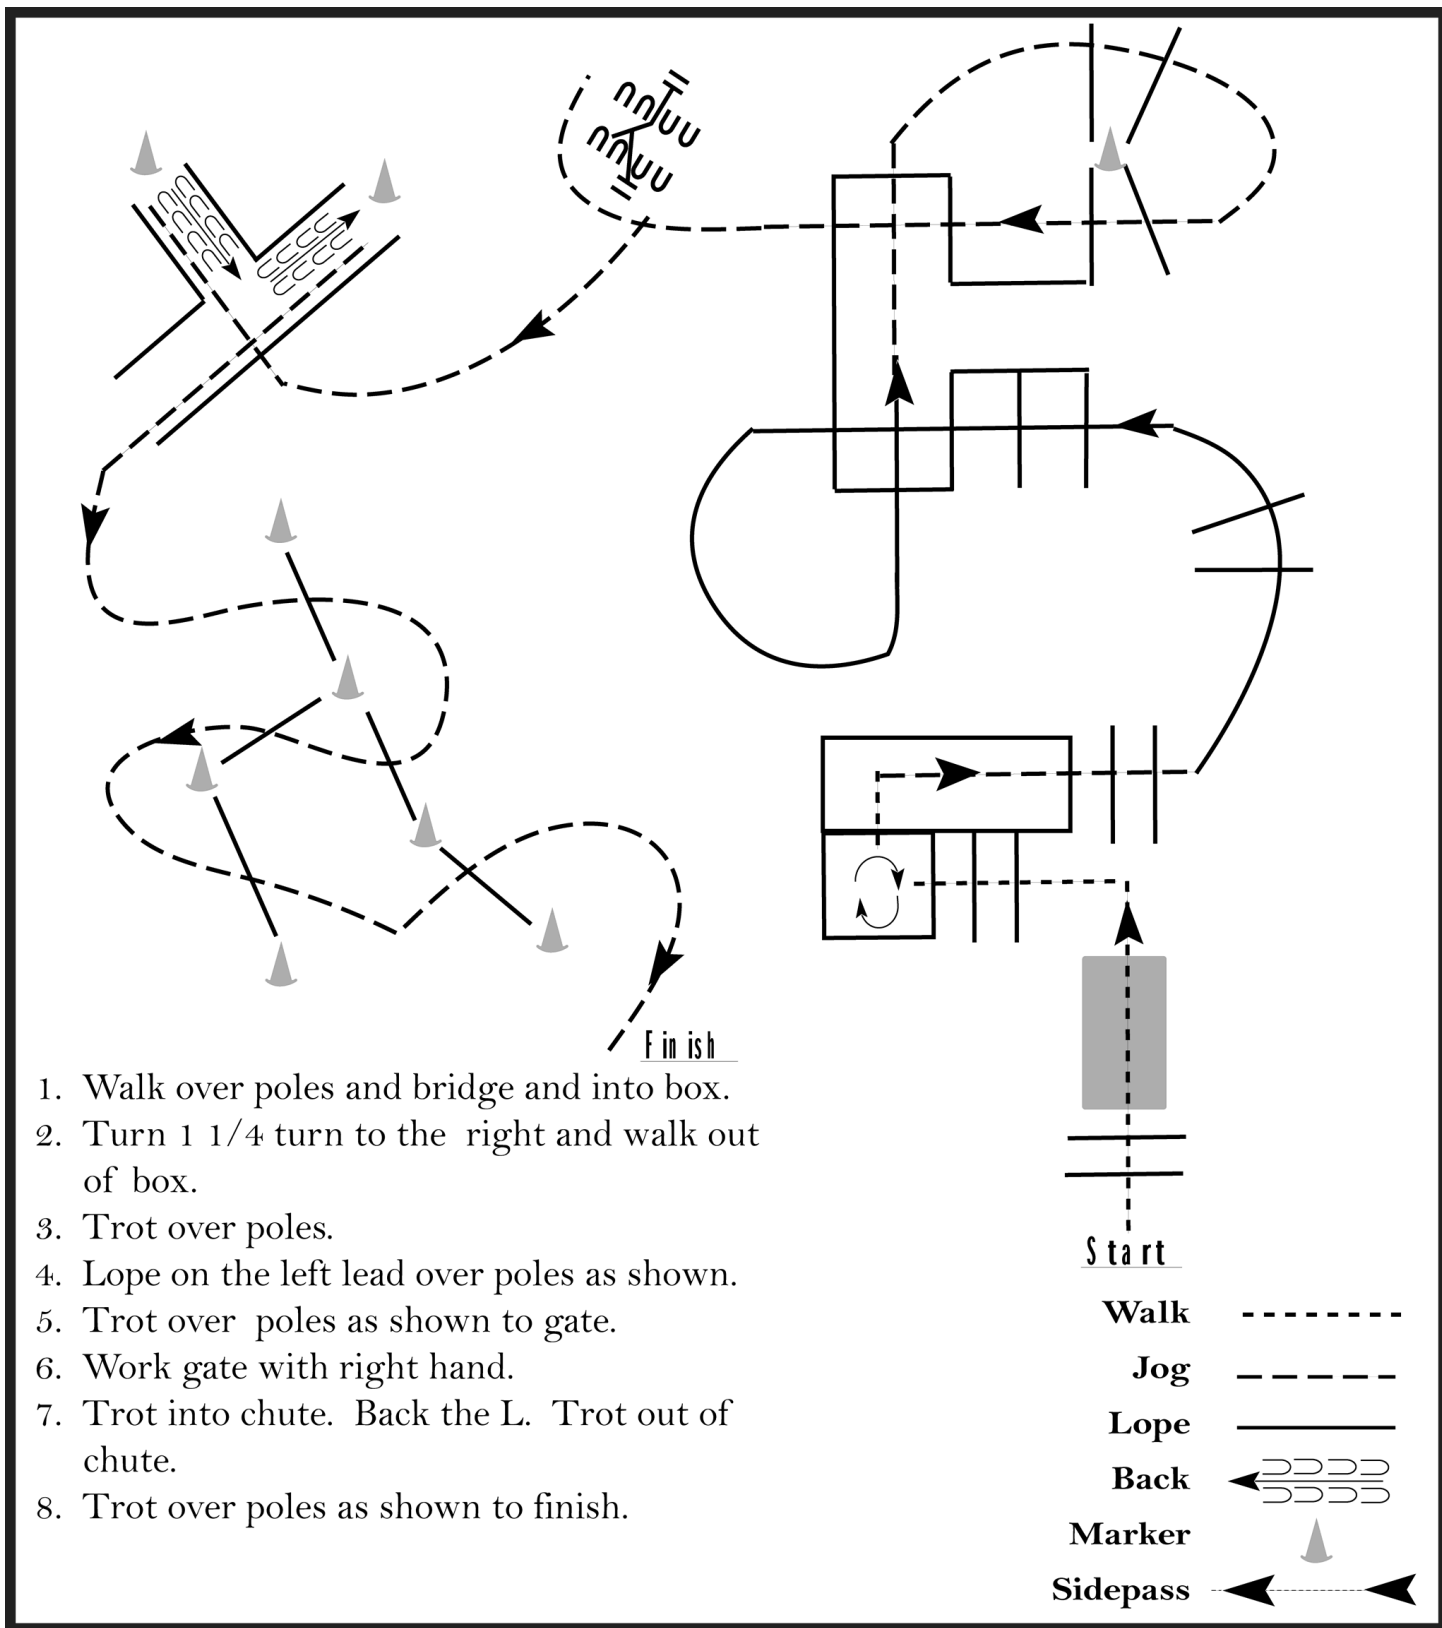 Finish
1. Walk over poles and bridge and into box.
2. Turn 1 1/4 turn to the right and walk out
of box.
3. Trot over poles.
4. Lope on the left lead over poles as shown.
5. Trot over poles as shown to gate.
6. Work gate with right hand.
7. Trot into chute. Back the L. Trot out of
chute.
8. Trot over poles as shown to finish.
Start
Walk
Jog
Lope
Back
Marker
Sidepass